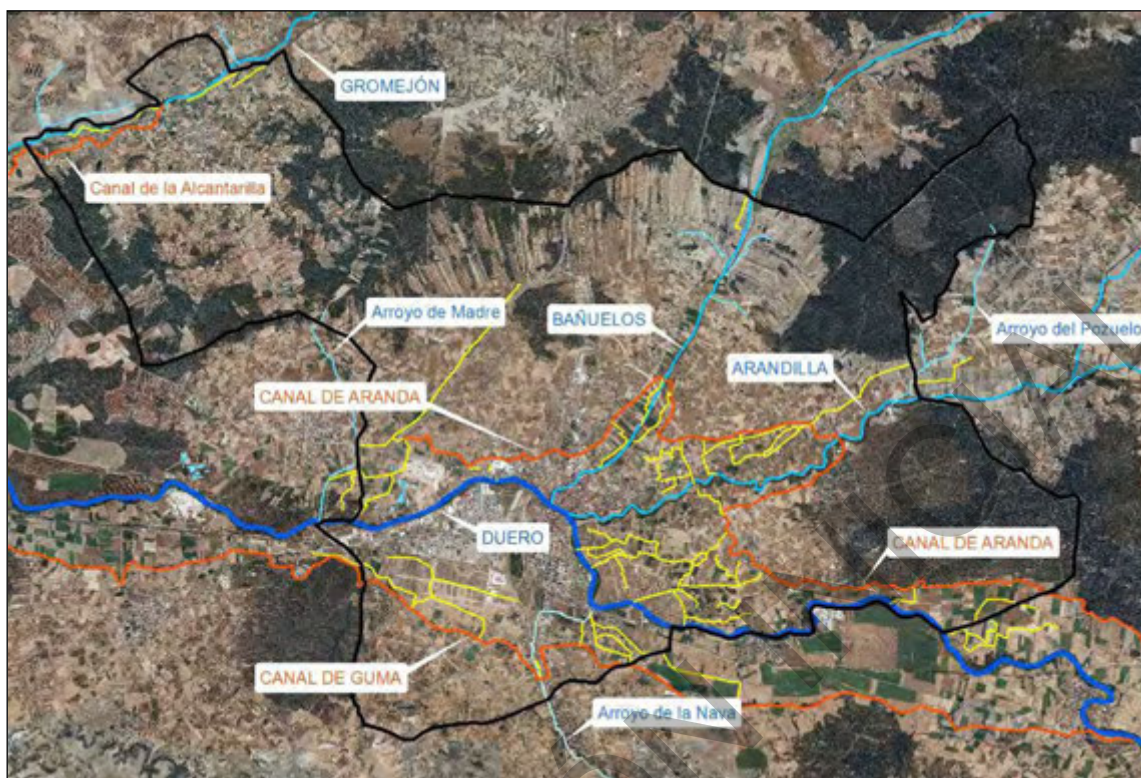 GROMEJÓN
Canal de la Alcantarilla
Arroyo de Madre
BAÑUELOS
Arroyo del Pozuelo
ARANDILLA
CANAL DE ARANDA
DUERO
CANAL DE ARANDA
CANAL DE GUMA
Arroyo de la Nava